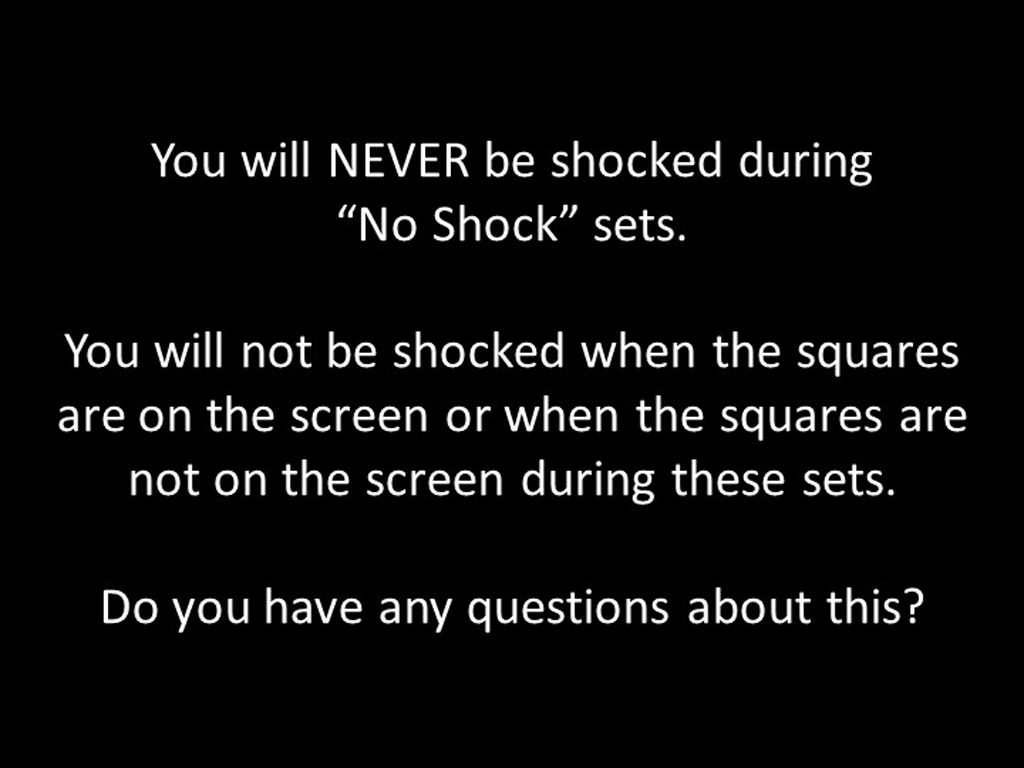 You will NEVER be shocked during
“No Shock” sets.
You will not be shocked when the squares
are on the screen or when the squares are
not on the screen during these sets.
Do you have any questions about this?